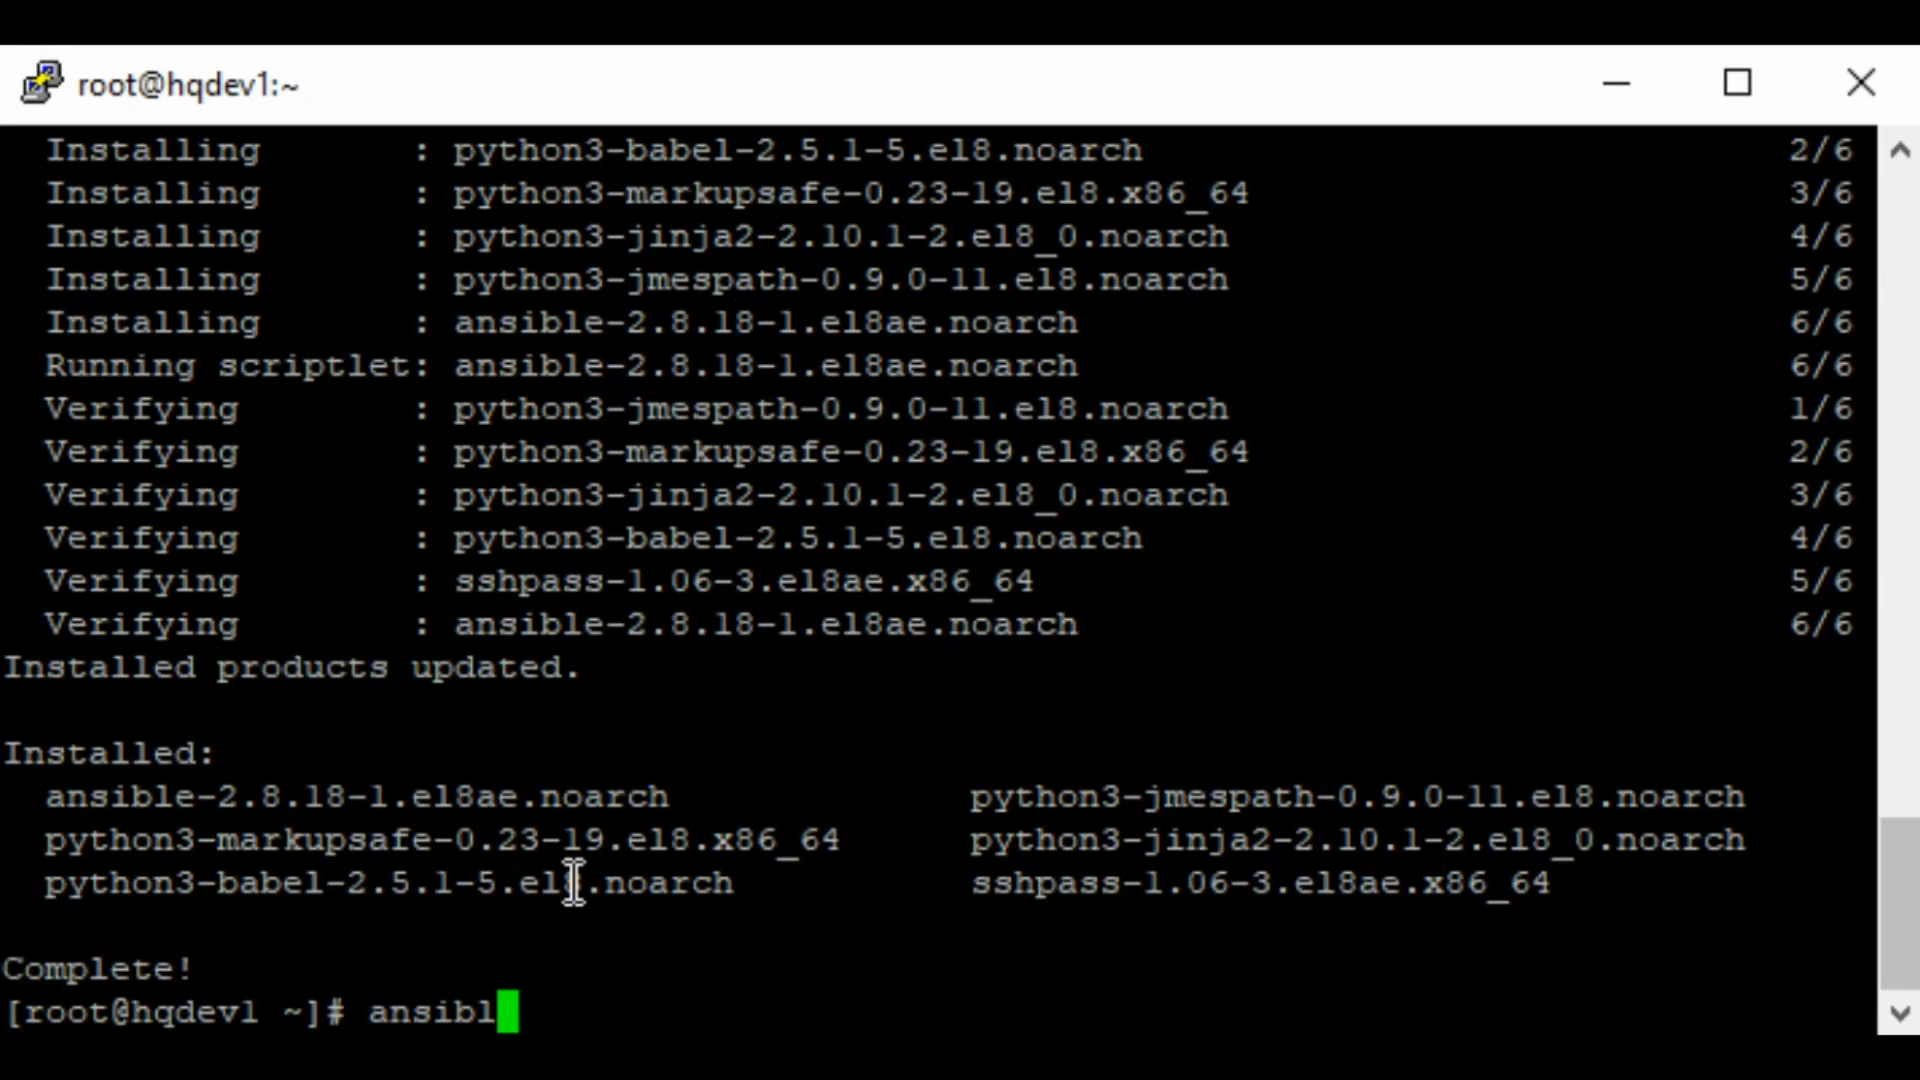 root@hqdev1:~
Installing : python3-babel-2.5.1-5.el8.noarch 2/6
Installing : python3-markupsafe-0.23-19.el8.x86_64 3/6
Installing : python3-jinja2-2.10.1-2.el8_0.noarch 4/6
Installing : python3-jmespath-0.9.0-11.el8.noarch 5/6
Installing : ansible-2.8.18-1.el8ae.noarch 6/6
Running scriptlet: ansible-2.8.18-1.el8ae.noarch 6/6
Verifying : python3-jmespath-0.9.0-11.el8.noarch 1/6
Verifying : python3-markupsafe-0.23-19.el8.x86_64 2/6
Verifying : python3-jinja2-2.10.1-2.el8_0.noarch 3/6
Verifying : python3-babel-2.5.1-5.el8.noarch 4/6
Verifying : sshpass-1.06-3.el8ae.x86_64 5/6
Verifying : ansible-2.8.18-1.el8ae.noarch 6/6
Installed products updated.
Installed:
ansible-2.8.18-1.el8ae.noarch python3-jmespath-0.9.0-11.el8.noarch
python3-markupsafe-0.23-19.el8.x86_64 python3-jinja2-2.10.1-2.el8_0.noarch
python3-babel-2.5.1-5.el8.noarch sshpass-1.06-3.el8ae.x86_64
Complete!
[root@hqdev1 ~]# ansibl